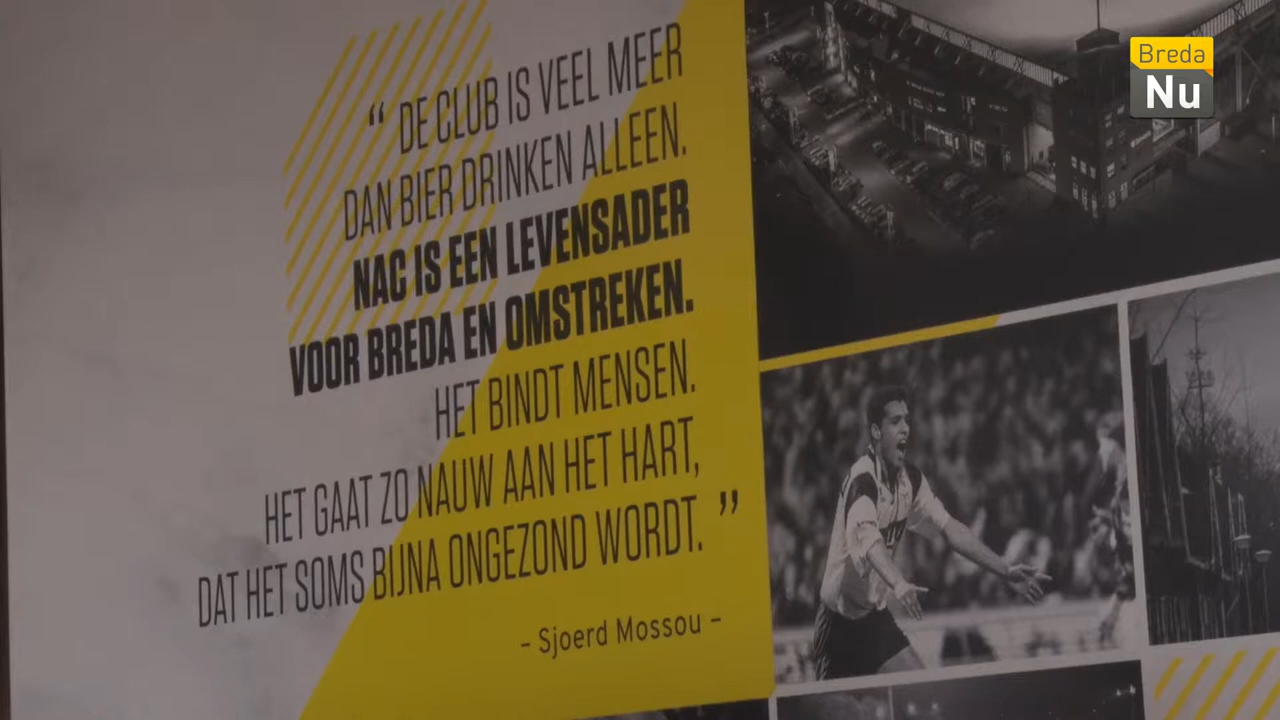 “ DE CLUB IS VEEL MEER
DAN BIER DRINKEN ALLEEN.
NAC IS EEN LEVENSADER
VOOR BREDA EN OMSTREKEN.
HET BINDT MENSEN.
HET GAAT ZO NAUW AAN HET HART,
DAT HET SOMS BIJNA ONGEZOND WORDT. ”
– Sjoerd Mossou –
Breda
Nu